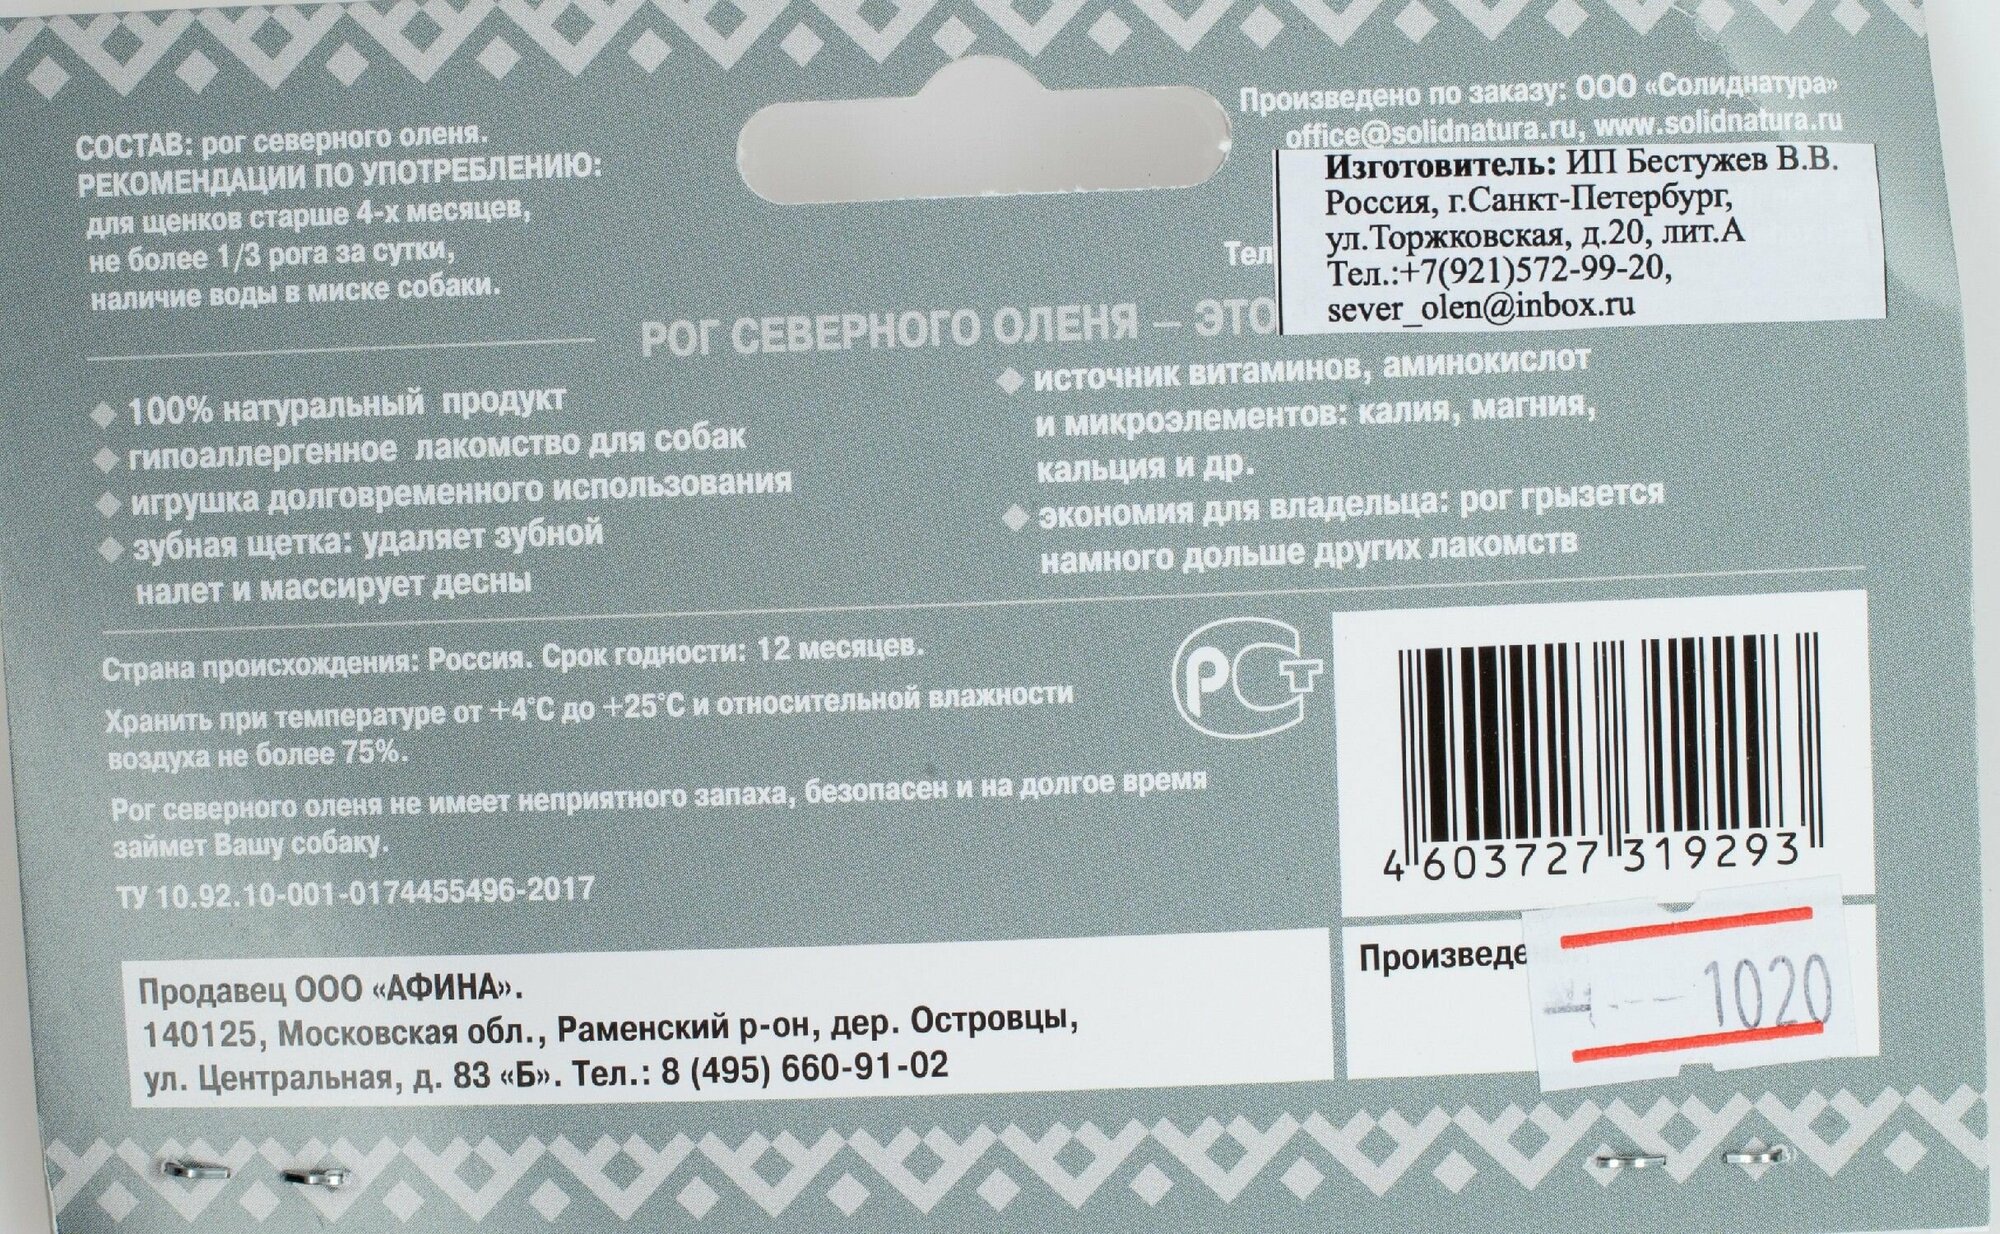 СОСТАВ: рог северного оленя.
РЕКОМЕНДАЦИИ ПО УПОТРЕБЛЕНИЮ:
для щенков старше 4-х месяцев,
не более 1/3 рога за сутки,
наличие воды в миске собаки.
Произведено по заказу: ООО «Солиднатура»
office@solidnatura.ru, www.solidnatura.ru
Изготовитель: ИП Бестужев В.В.
Россия, г.Санкт-Петербург,
ул.Торжковская, д.20, лит.А
Тел.:+7(921)572-99-20,
sever_olen@inbox.ru
Тел
РОГ СЕВЕРНОГО ОЛЕНЯ – ЭТО
100% натуральный продукт
гипоаллергенное лакомство для собак
игрушка долговременного использования
зубная щетка: удаляет зубной
налет и массирует десны
источник витаминов, аминокислот
и микроэлементов: калия, магния,
кальция и др.
экономия для владельца: рог грызется
намного дольше других лакомств
Страна происхождения: Россия. Срок годности: 12 месяцев.
Хранить при температуре от +4°С до +25°С и относительной влажности
воздуха не более 75%.
Рог северного оленя не имеет неприятного запаха, безопасен и на долгое время
займет Вашу собаку.
ТУ 10.92.10-001-0174455496-2017
РСТ
4 603727 319293
Продавец ООО «АФИНА».
140125, Московская обл., Раменский р-он, дер. Островцы,
ул. Центральная, д. 83 «Б». Тел.: 8 (495) 660-91-02
Произведе
1020